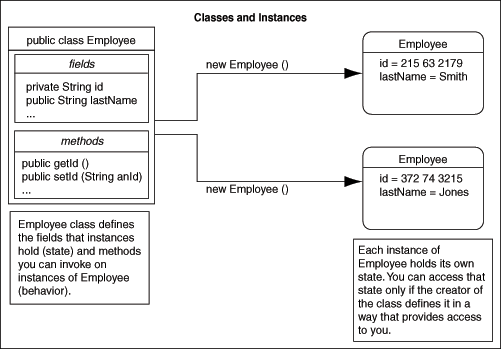 Classes and Instances
public class Employee
fields
private String id
public String lastName
...
methods
public getId ()
public setId (String anId)
...
Employee class defines
the fields that instances
hold (state) and methods
you can invoke on
instances of Employee
(behavior).
new Employee ()
new Employee ()
Employee
id = 215 63 2179
lastName = Smith
Employee
id = 372 74 3215
lastName = Jones
Each instance of
Employee holds its own
state. You can access that
state only if the creator of
the class defines it in a
way that provides access
to you.